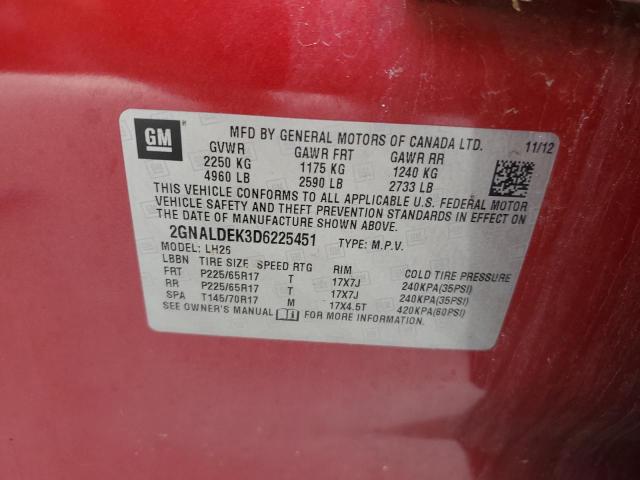 GM
MFD BY GENERAL MOTORS OF CANADA LTD. 11/12
GVWR GAWR FRT GAWR RR
2250 KG 1175 KG 1240 KG
4960 LB 2590 LB 2733 LB
THIS VEHICLE CONFORMS TO ALL APPLICABLE U.S. FEDERAL MOTOR
VEHICLE SAFETY AND THEFT PREVENTION STANDARDS IN EFFECT ON
THE DATE OF MANUFACTURE SHOWN ABOVE.
2GNALDEK3D6225451 TYPE: M.P.V.
MODEL: LH26
LBBN TIRE SIZE SPEED RTG RIM COLD TIRE PRESSURE
FRT P225/65R17 T 17X7J 240KPA(35PSI)
RR P225/65R17 T 17X7J 240KPA(35PSI)
SPA T145/70R17 M 17X4.5T 420KPA(60PSI)
SEE OWNER'S MANUAL FOR MORE INFORMATION.